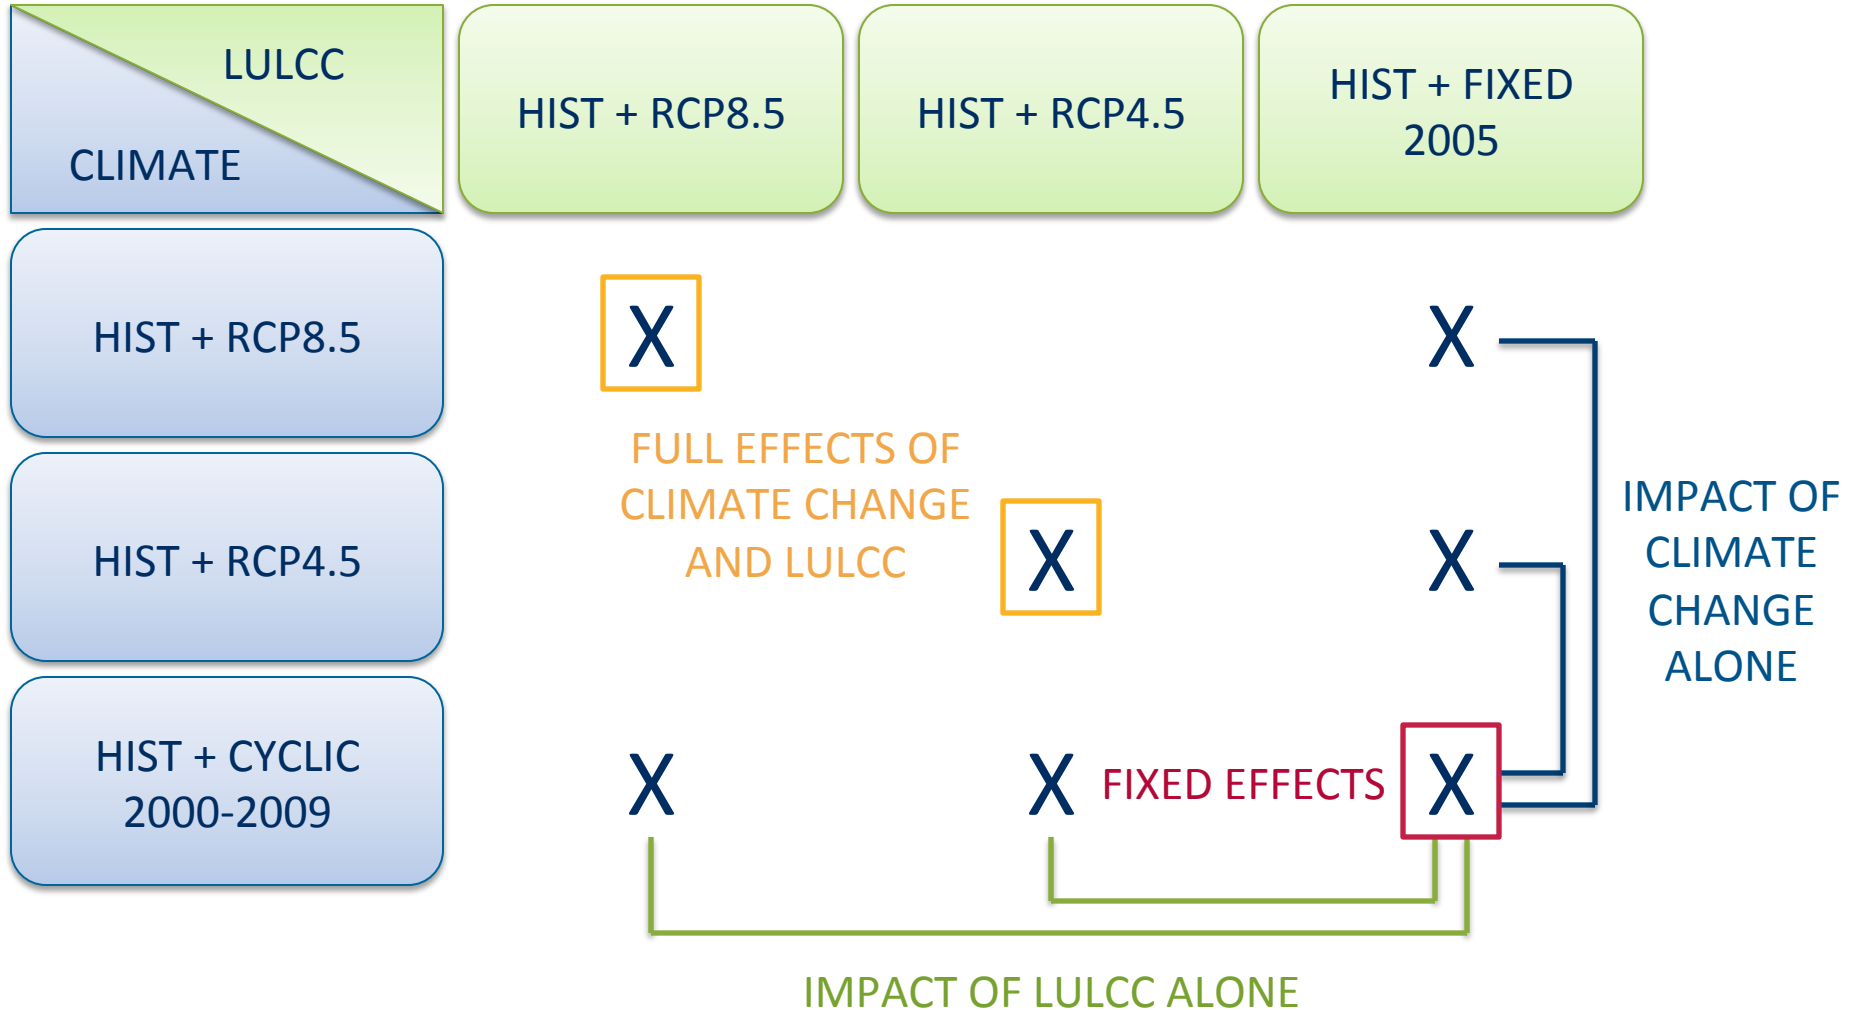 LULCC
CLIMATE
HIST + RCP8.5
HIST + RCP4.5
HIST + FIXED
2005
HIST + RCP8.5
X
X
FULL EFFECTS OF
CLIMATE CHANGE
AND LULCC
HIST + RCP4.5
X
X
IMPACT OF
CLIMATE
CHANGE
ALONE
HIST + CYCLIC
2000-2009
X
X
FIXED EFFECTS
X
IMPACT OF LULCC ALONE